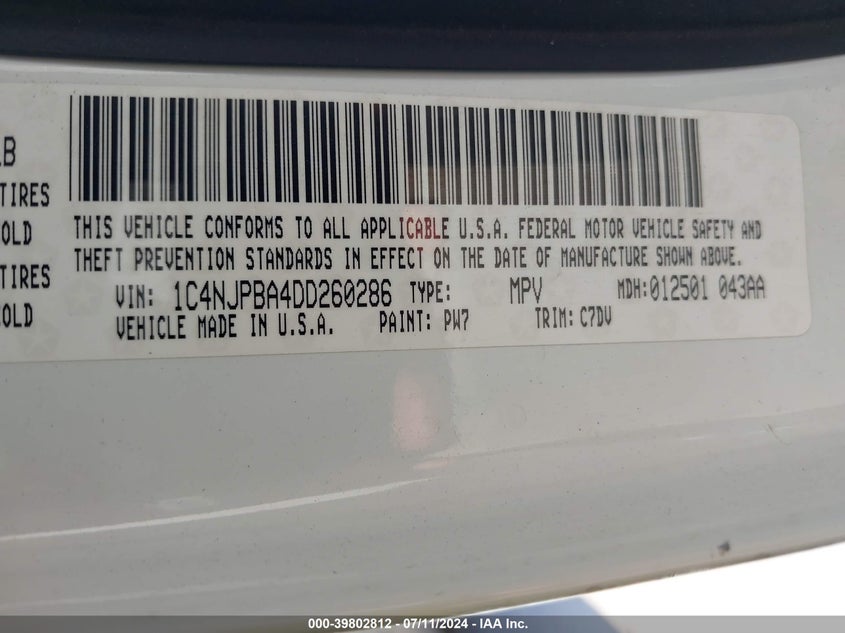 LB
TIRES
OLD
TIRES
COLD
THIS VEHICLE CONFORMS TO ALL APPLICABLE U.S.A. FEDERAL MOTOR VEHICLE SAFETY AND
THEFT PREVENTION STANDARDS IN EFFECT ON THE DATE OF MANUFACTURE SHOWN ABOVE.
VIN: 1C4NJPBA4DD260286 TYPE: MPV MDH:012501 043AA
VEHICLE MADE IN U.S.A. PAINT: PW7 TRIM: C7DV
000-39802812 - 07/11/2024 - IAA Inc.